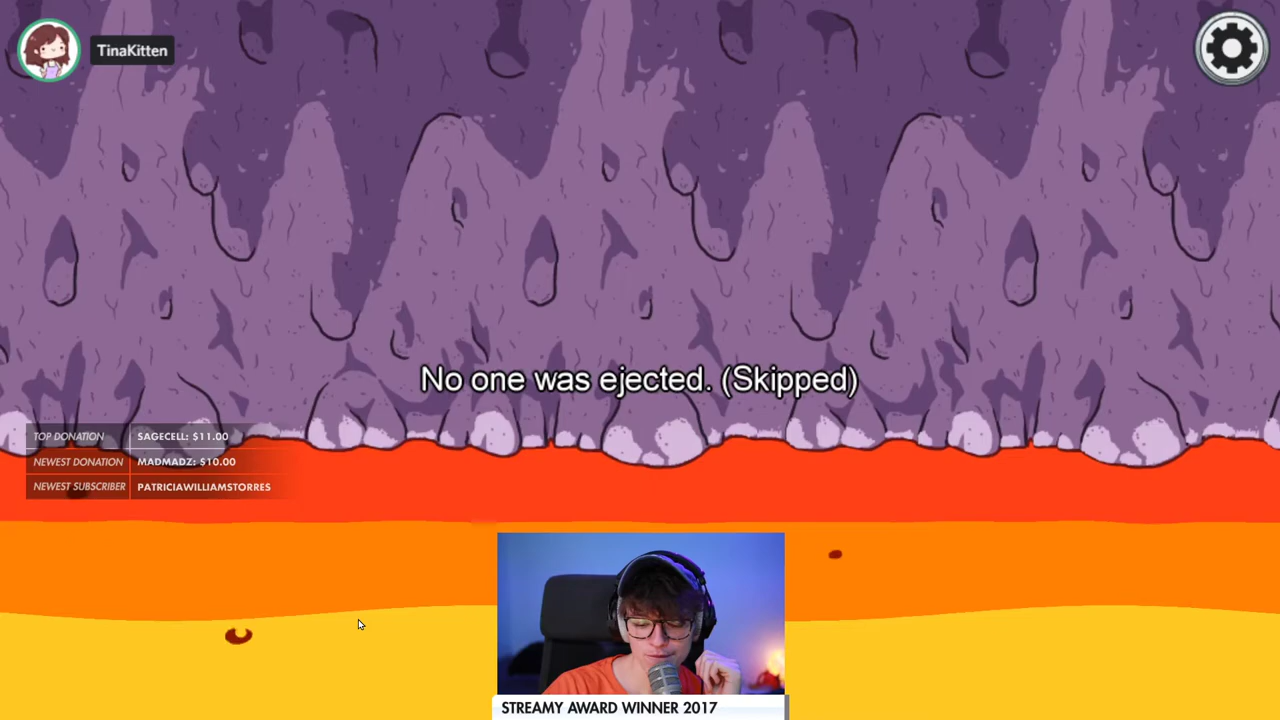 TinaKitten
No one was ejected. (Skipped)
TOP DONATION SAGECELL: $11.00
NEWEST DONATION MADMADZ: $10.00
NEWEST SUBSCRIBER PATRICIAWILLIAMSTORRES
STREAMY AWARD WINNER 2017